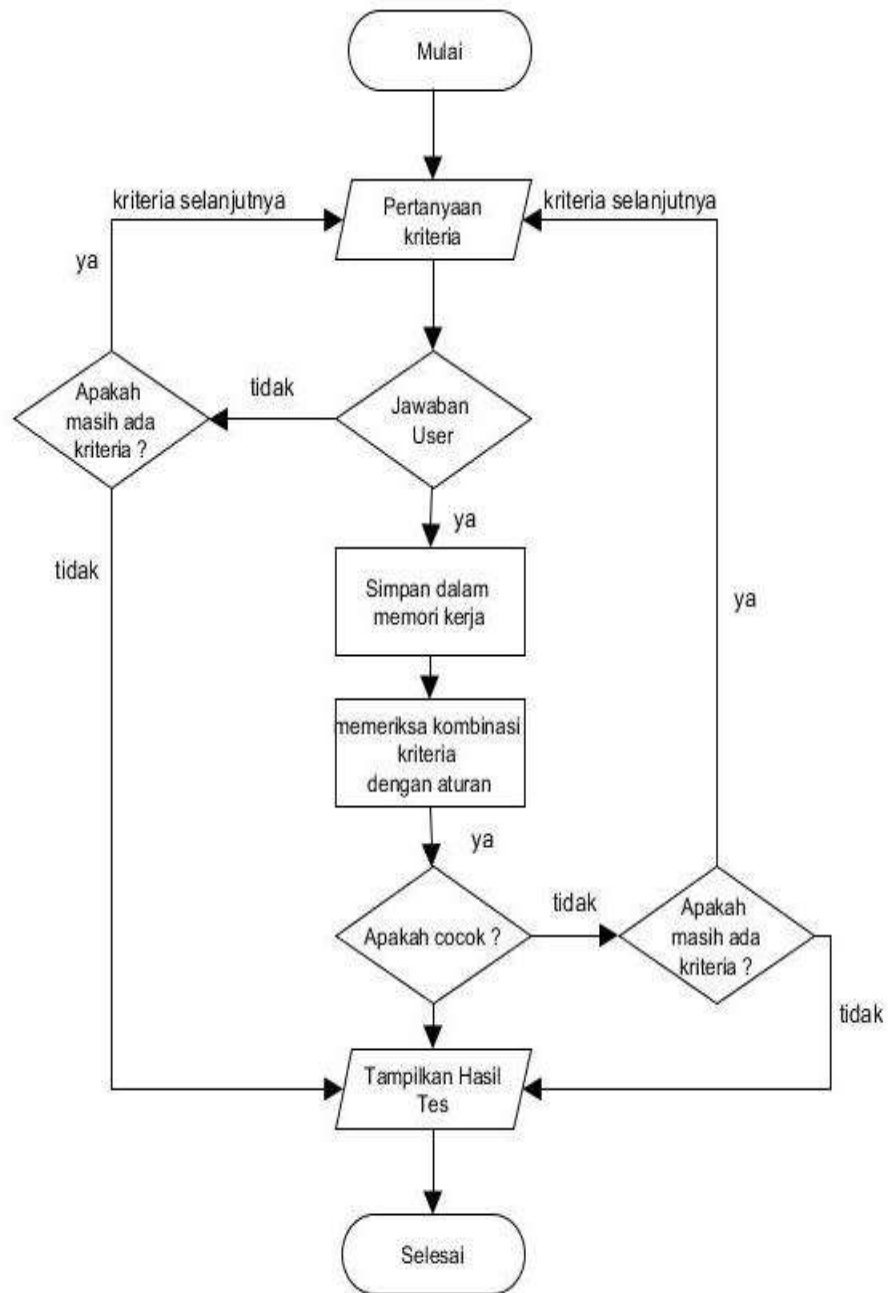 Mulai
kriteria selanjutnya
Pertanyaan
kriteria
kriteria selanjutnya
ya
Apakah
masih ada
kriteria ?
tidak
Jawaban
User
ya
tidak
Simpan dalam
memori kerja
ya
memeriksa kombinasi
kriteria
dengan aturan
ya
Apakah cocok ?
tidak
Apakah
masih ada
kriteria ?
tidak
Tampilkan Hasil
Tes
Selesai